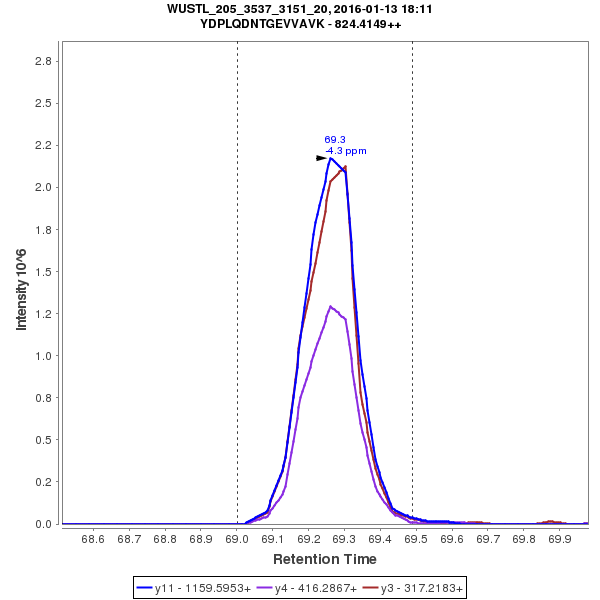 WUSTL_205_3537_3151_20, 2016-01-13 18:11
YDPLQDNTGEVVAVK - 824.4149++
2.8
2.5
2.2
2.0
1.8
1.5
1.2
1.0
0.8
0.5
0.2
0.0
Intensity 10^6
69.3
-4.3 ppm
68.6 68.7 68.8 68.9 69.0 69.1 69.2 69.3 69.4 69.5 69.6 69.7 69.8 69.9
Retention Time
y11 - 1159.5953+ y4 - 416.2867+ y3 - 317.2183+